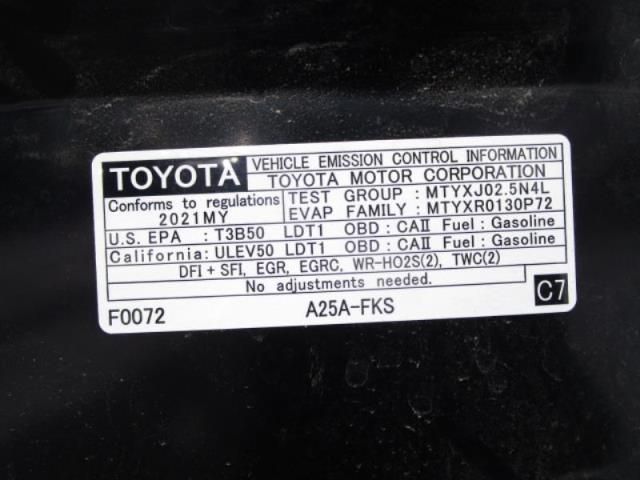 TOYOTA
VEHICLE EMISSION CONTROL INFORMATION
TOYOTA MOTOR CORPORATION
Conforms to regulations
2021MY
TEST GROUP : MTYXJ02.5N4L
EVAP FAMILY : MTYXR0130P72
U.S. EPA : T3B50 LDT1 OBD : CAII Fuel : Gasoline
California: ULEV50 LDT1 OBD : CAII Fuel : Gasoline
DFI + SFI, EGR, EGRC, WR-HO2S(2), TWC(2)
No adjustments needed.
F0072
A25A-FKS
C7